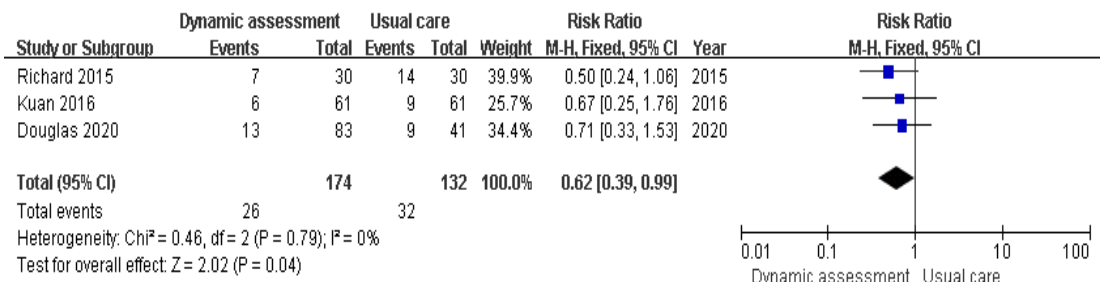 Dynamic assessment Usual care Risk Ratio Risk Ratio
Study or Subgroup Events Total Events Total Weight M-H, Fixed, 95% CI Year M-H, Fixed, 95% CI
Richard 2015 7 30 14 30 39.9% 0.50 [0.24, 1.06] 2015
Kuan 2016 6 61 9 61 25.7% 0.67 [0.25, 1.76] 2016
Douglas 2020 13 83 9 41 34.4% 0.71 [0.33, 1.53] 2020
Total (95% CI) 174 132 100.0% 0.62 [0.39, 0.99]
Total events 26 32
Heterogeneity: Chi² = 0.46, df = 2 (P = 0.79); I² = 0%
Test for overall effect: Z = 2.02 (P = 0.04)
0.01 0.1 1 10 100
Dynamic assessment Usual care